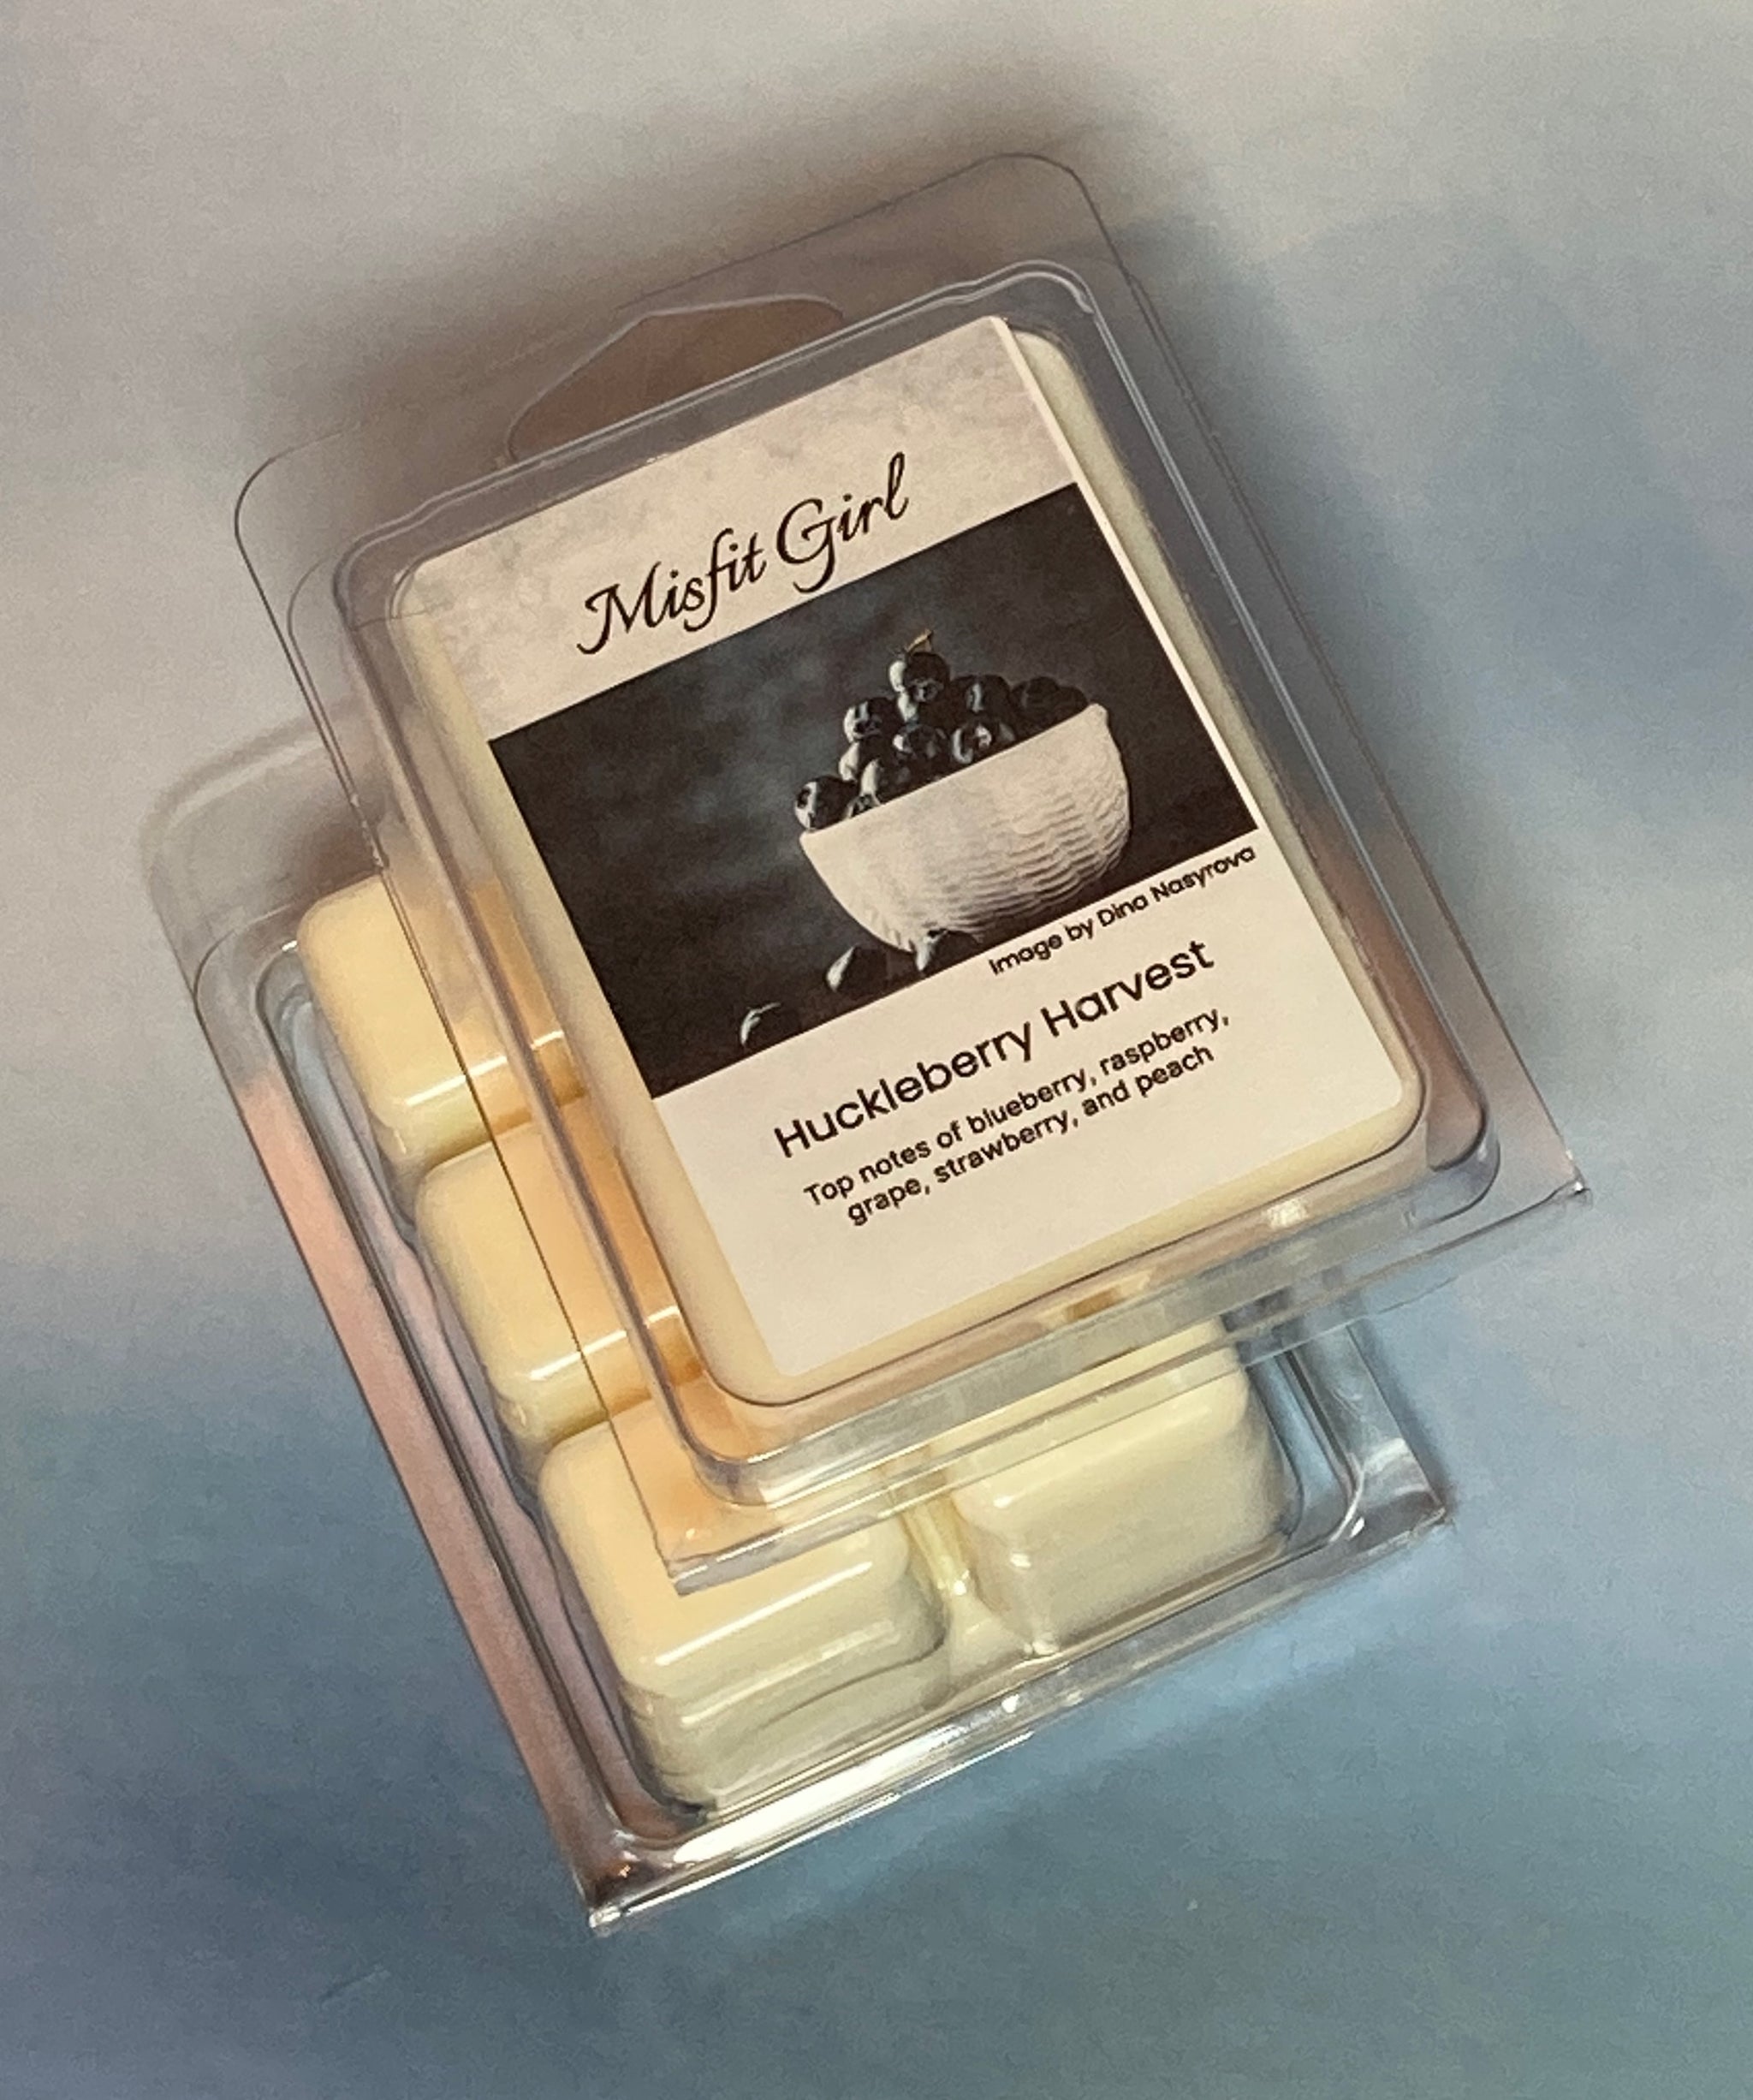 Misfit Girl
Image by Dina Nasyrova
Huckleberry Harvest
Top notes of blueberry, raspberry,
grape, strawberry, and peach